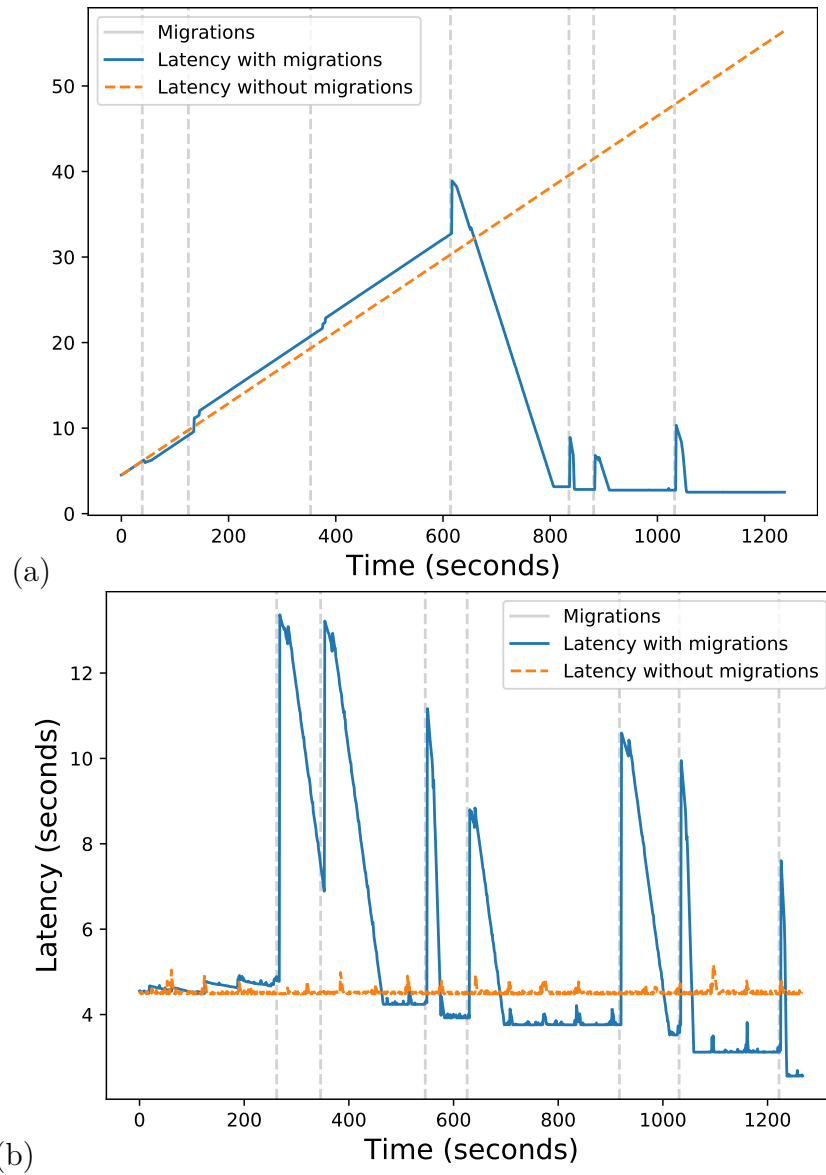 Migrations
Latency with migrations
Latency without migrations
50
40
30
20
10
0
0 200 400 600 800 1000 1200
Time (seconds)
(a)
Migrations
Latency with migrations
Latency without migrations
12
10
8
6
4
Latency (seconds)
0 200 400 600 800 1000 1200
Time (seconds)
(b)